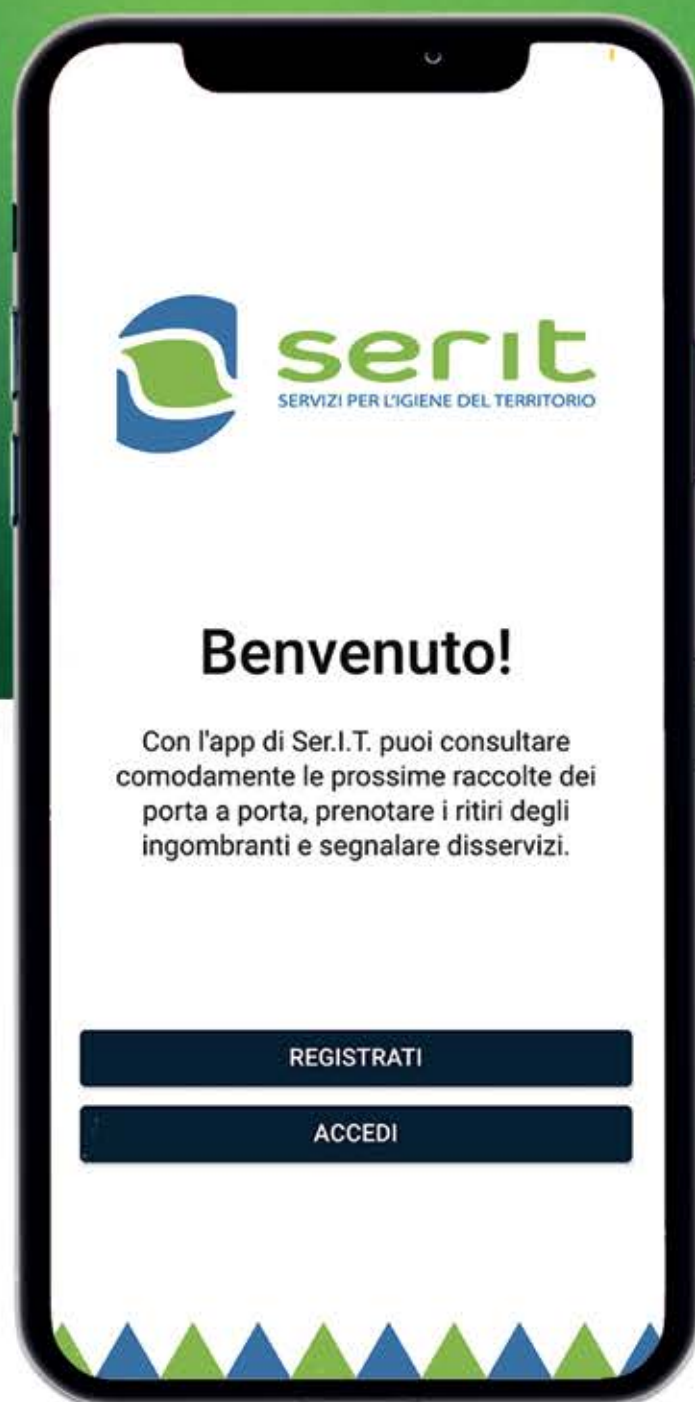 serit
SERVIZI PER L'IGIENE DEL TERRITORIO
Benvenuto!
Con l'app di Ser.I.T. puoi consultare
comodamente le prossime raccolte dei
porta a porta, prenotare i ritiri degli
ingombranti e segnalare disservizi.
REGISTRATI
ACCEDI